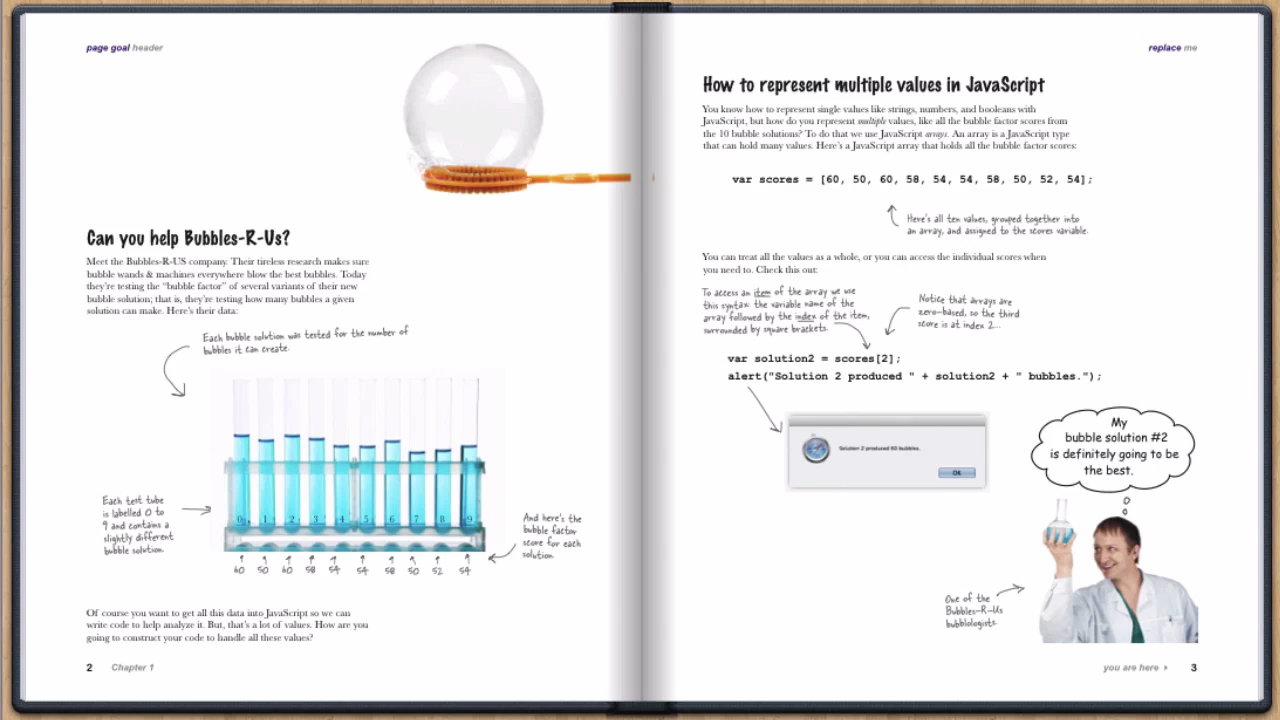 page goal header
Can you help Bubbles-R-Us?
Meet the Bubbles-R-US company. Their tireless research makes sure
bubble wands & machines everywhere blow the best bubbles. Today
they're testing the "bubble factor" of several variants of their new
bubble solution; that is, they're testing how many bubbles a given
solution can make. Here's their data:
Each bubble solution was tested for the number of
bubbles it can create.
0 1 2 3 4 5 6 7 8 9
Each test tube
is labelled 0 to
9 and contains a
slightly different
bubble solution.
And here's the
bubble factor
score for each
solution.
60 50 60 58 54 54 58 50 52 54
Of course you want to get all this data into JavaScript so we can
write code to help analyze it. But, that's a lot of values. How are you
going to construct your code to handle all these values?
2 Chapter 1
replace me
How to represent multiple values in JavaScript
You know how to represent single values like strings, numbers, and booleans with
JavaScript, but how do you represent multiple values, like all the bubble factor scores from
the 10 bubble solutions? To do that we use JavaScript arrays. An array is a JavaScript type
that can hold many values. Here's a JavaScript array that holds all the bubble factor scores:
var scores = [60, 50, 60, 58, 54, 54, 58, 50, 52, 54];
Here's all ten values, grouped together into
an array, and assigned to the scores variable.
You can treat all the values as a whole, or you can access the individual scores when
you need to. Check this out:
To access an item of the array we use
this syntax: the variable name of the
array followed by the index of the item,
surrounded by square brackets.
Notice that arrays are
zero-based, so the third
score is at index 2...
var solution2 = scores[2];
alert("Solution 2 produced " + solution2 + " bubbles.");
Solution 2 produced 60 bubbles.
OK
My
bubble solution #2
is definitely going to be
the best.
One of the
Bubbles-R-Us
bubblologists.
you are here 3